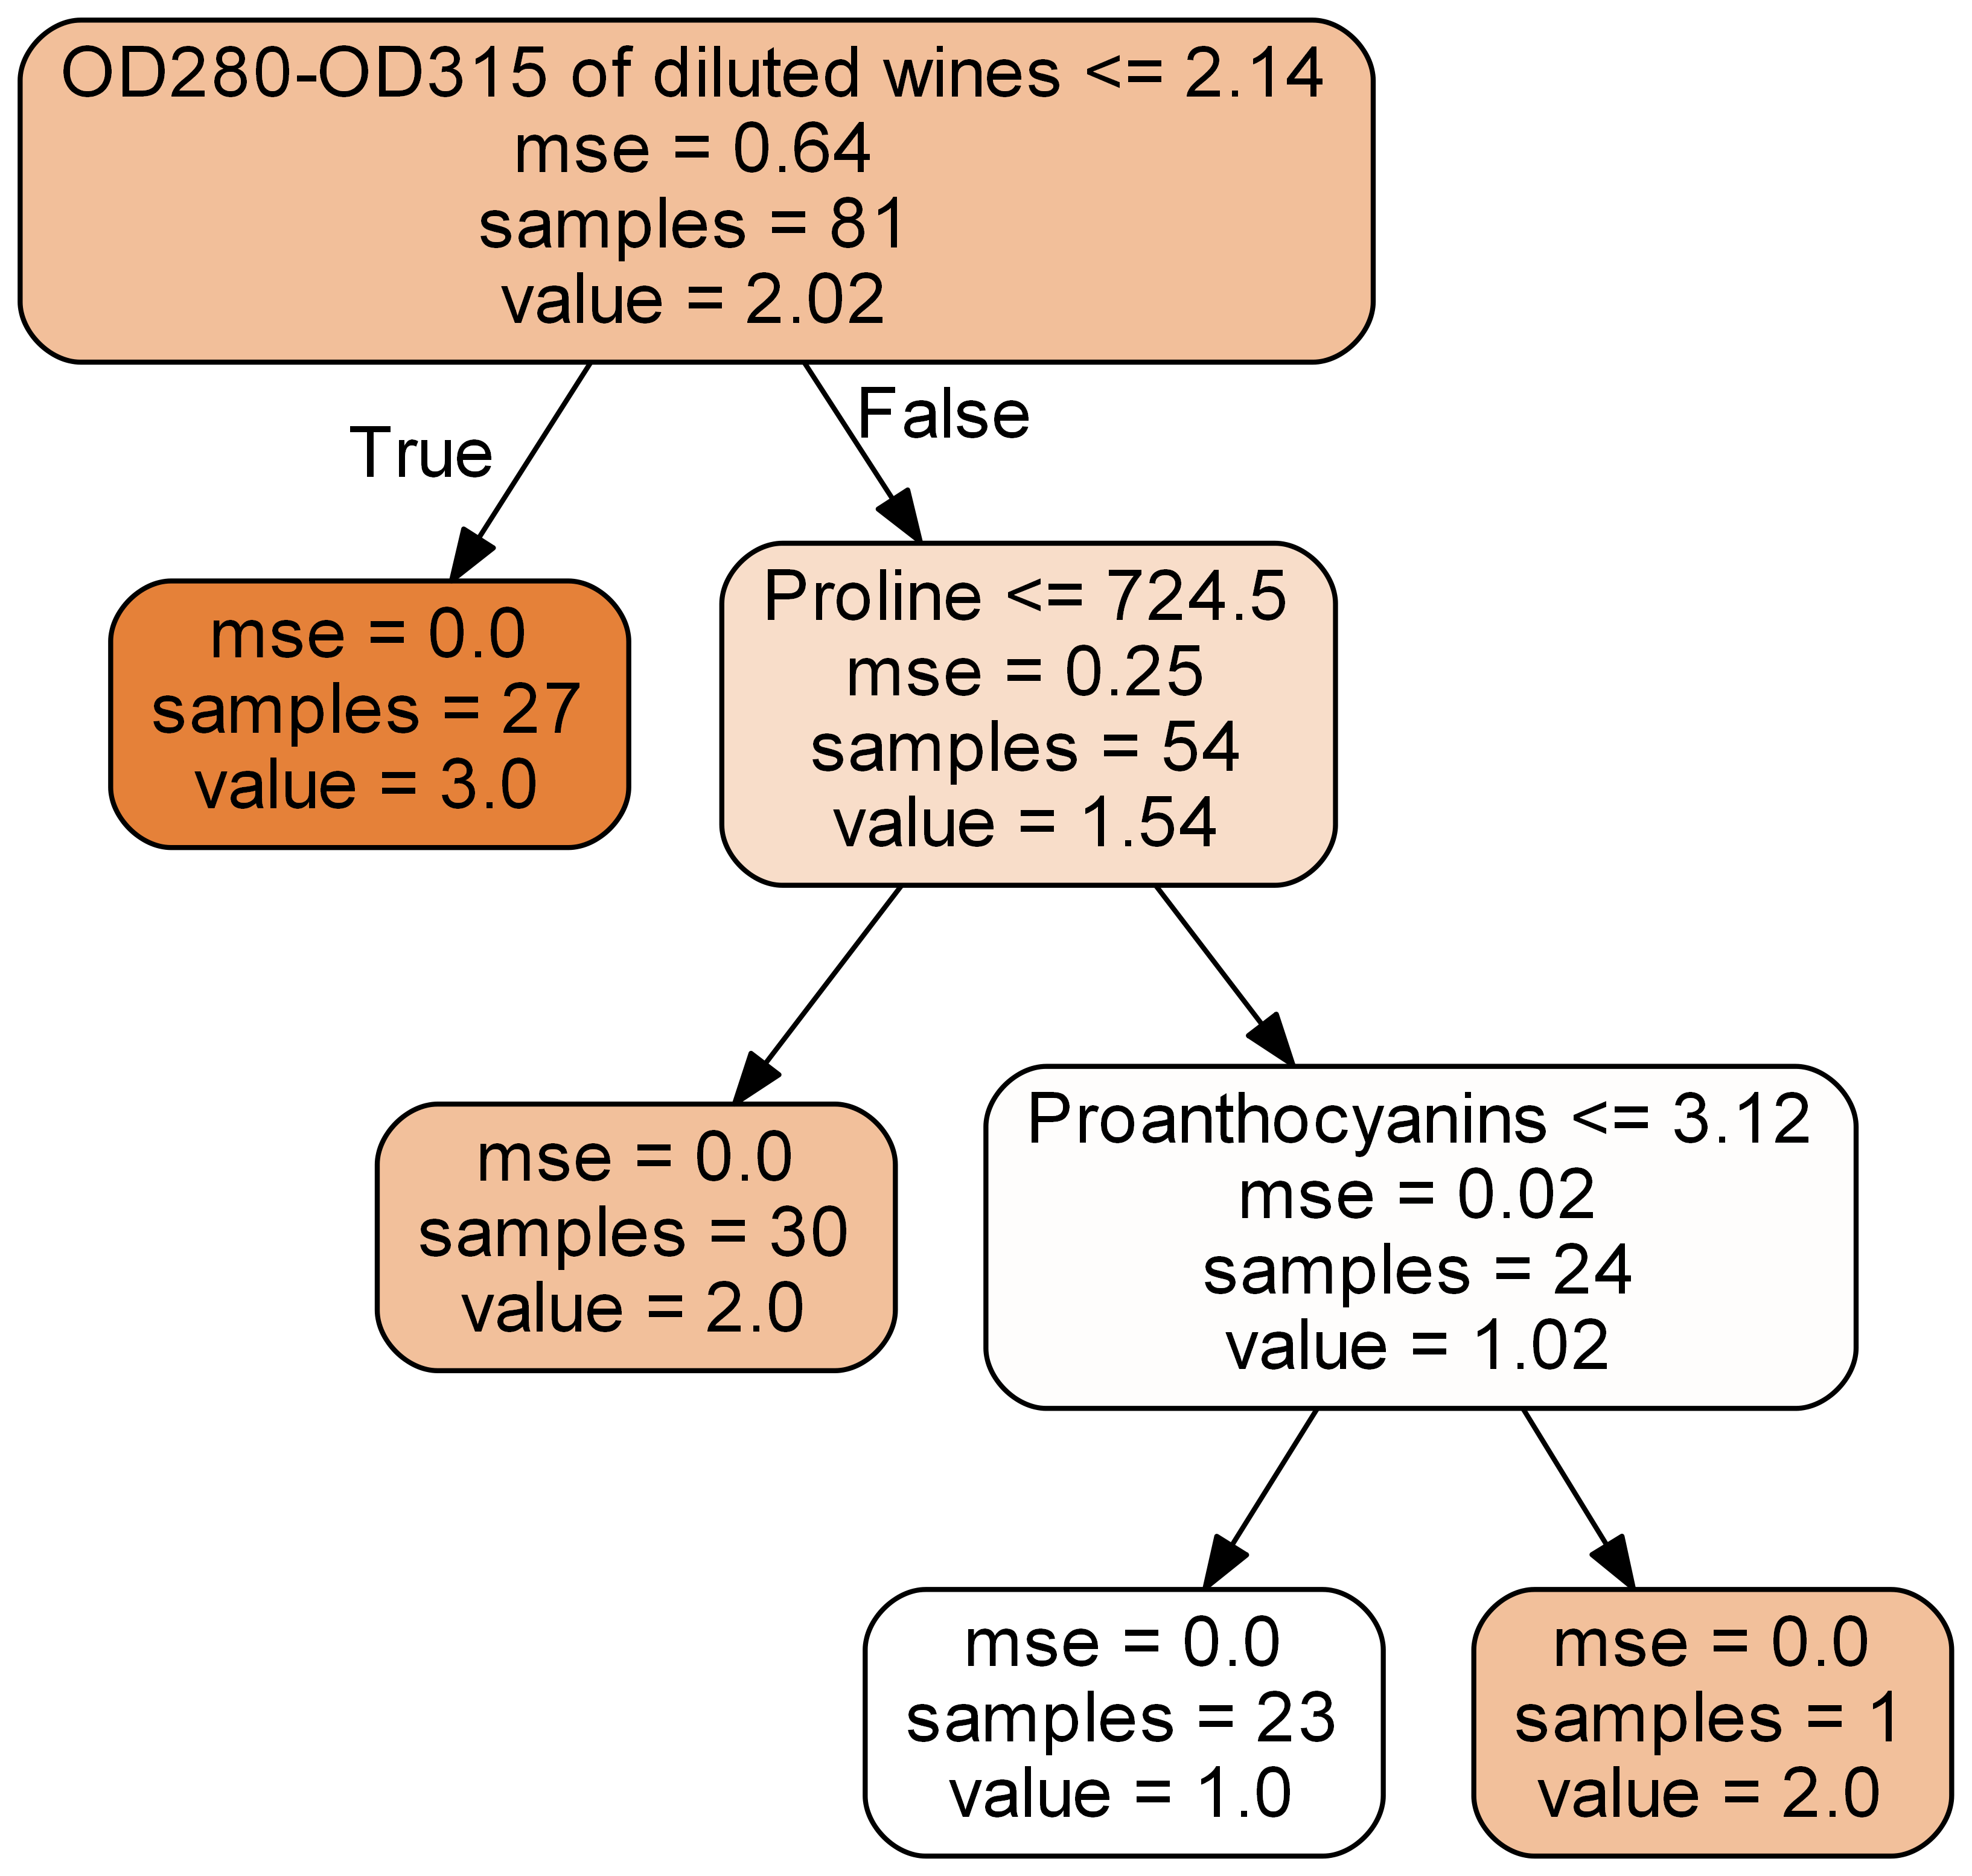 OD280-OD315 of diluted wines <= 2.14
mse = 0.64
samples = 81
value = 2.02
True
False
mse = 0.0
samples = 27
value = 3.0
Proline <= 724.5
mse = 0.25
samples = 54
value = 1.54
mse = 0.0
samples = 30
value = 2.0
Proanthocyanins <= 3.12
mse = 0.02
samples = 24
value = 1.02
mse = 0.0
samples = 23
value = 1.0
mse = 0.0
samples = 1
value = 2.0